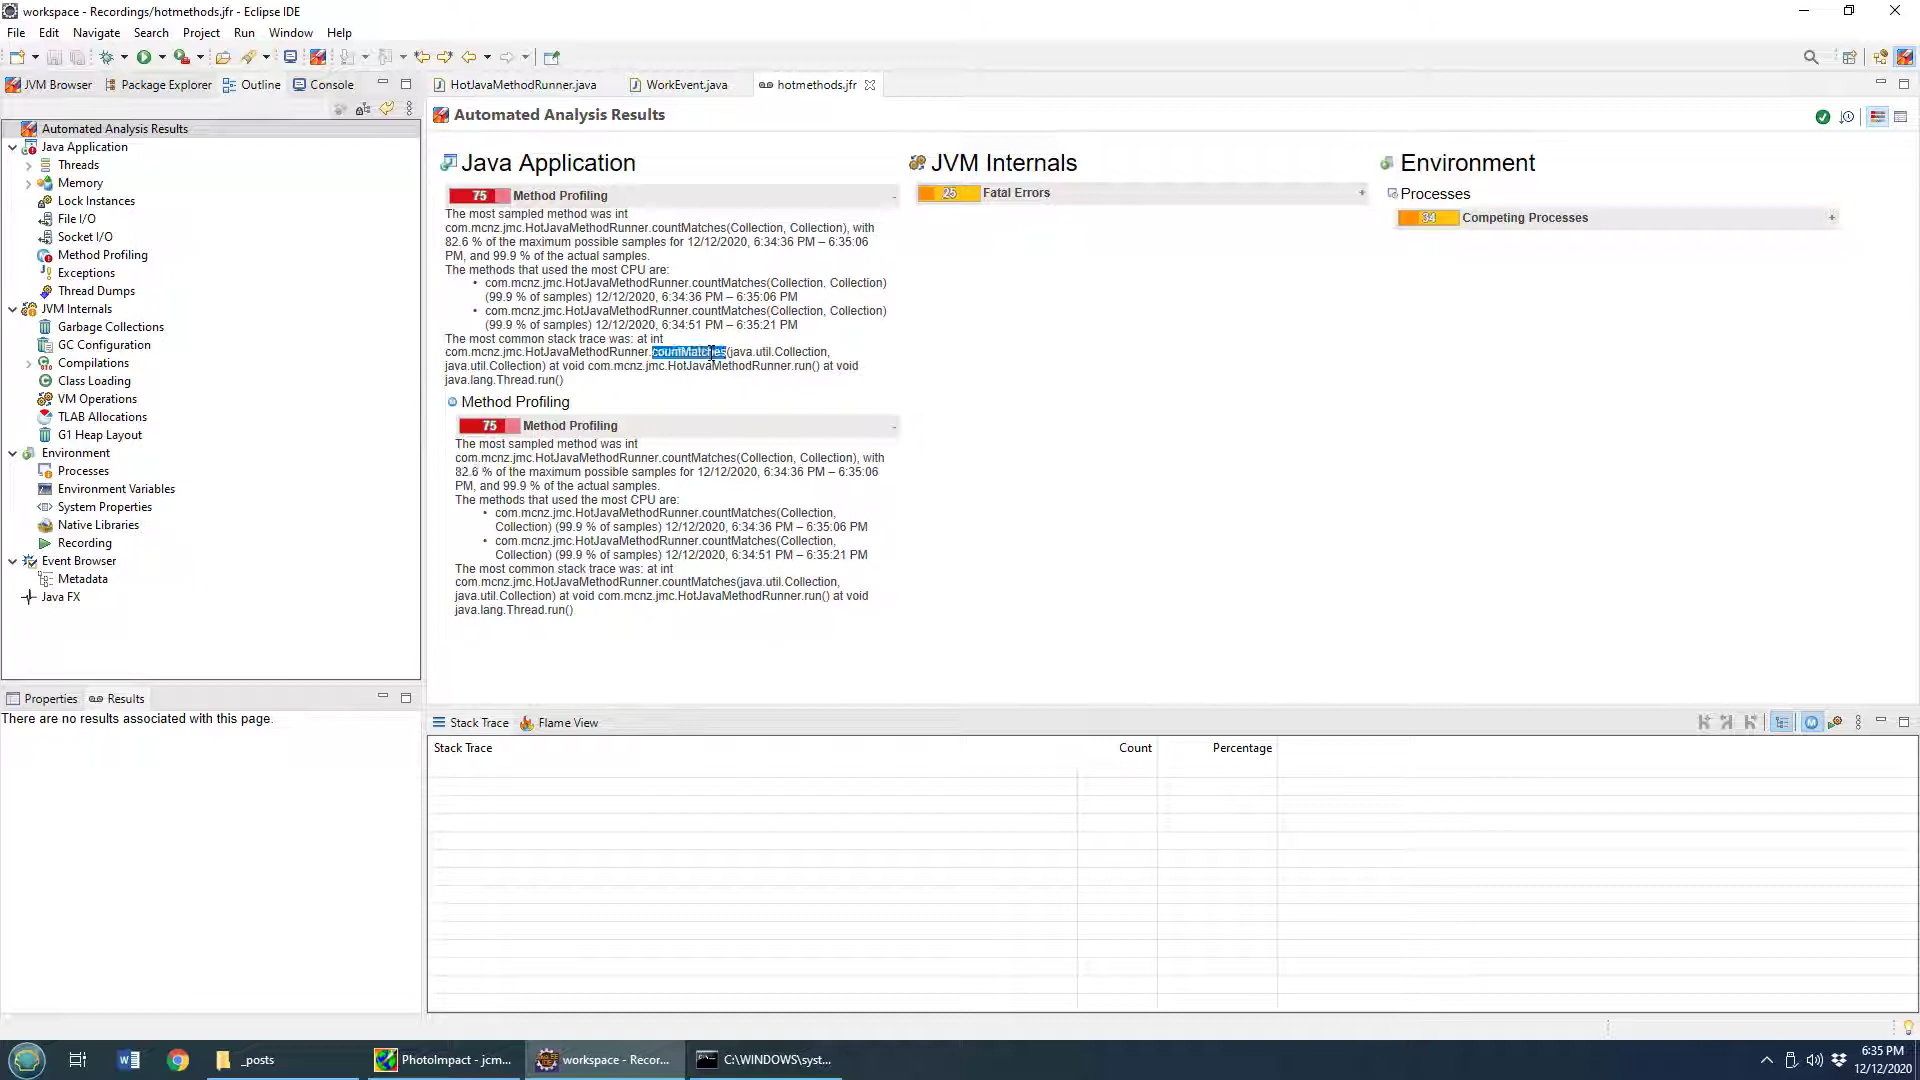 workspace - Recordings/hotmethods.jfr - Eclipse IDE
File Edit Navigate Search Project Run Window Help
JVM Browser Package Explorer Outline Console
HotJavaMethodRunner.java WorkEvent.java hotmethods.jfr
Automated Analysis Results
Java Application
Threads
Memory
Lock Instances
File I/O
Socket I/O
Method Profiling
Exceptions
Thread Dumps
JVM Internals
Garbage Collections
GC Configuration
Compilations
Class Loading
VM Operations
TLAB Allocations
G1 Heap Layout
Environment
Processes
Environment Variables
System Properties
Native Libraries
Recording
Event Browser
Metadata
Java FX
Automated Analysis Results
Java Application
75 Method Profiling -
The most sampled method was int
com.mcnz.jmc.HotJavaMethodRunner.countMatches(Collection, Collection), with
82.6 % of the maximum possible samples for 12/12/2020, 6:34:36 PM – 6:35:06
PM, and 99.9 % of the actual samples.
The methods that used the most CPU are:
• com.mcnz.jmc.HotJavaMethodRunner.countMatches(Collection, Collection)
(99.9 % of samples) 12/12/2020, 6:34:36 PM – 6:35:06 PM
• com.mcnz.jmc.HotJavaMethodRunner.countMatches(Collection, Collection)
(99.9 % of samples) 12/12/2020, 6:34:51 PM – 6:35:21 PM
The most common stack trace was: at int
com.mcnz.jmc.HotJavaMethodRunner.countMatches(java.util.Collection,
java.util.Collection) at void com.mcnz.jmc.HotJavaMethodRunner.run() at void
java.lang.Thread.run()
Method Profiling
75 Method Profiling -
The most sampled method was int
com.mcnz.jmc.HotJavaMethodRunner.countMatches(Collection, Collection), with
82.6 % of the maximum possible samples for 12/12/2020, 6:34:36 PM – 6:35:06
PM, and 99.9 % of the actual samples.
The methods that used the most CPU are:
• com.mcnz.jmc.HotJavaMethodRunner.countMatches(Collection,
Collection) (99.9 % of samples) 12/12/2020, 6:34:36 PM – 6:35:06 PM
• com.mcnz.jmc.HotJavaMethodRunner.countMatches(Collection,
Collection) (99.9 % of samples) 12/12/2020, 6:34:51 PM – 6:35:21 PM
The most common stack trace was: at int
com.mcnz.jmc.HotJavaMethodRunner.countMatches(java.util.Collection,
java.util.Collection) at void com.mcnz.jmc.HotJavaMethodRunner.run() at void
java.lang.Thread.run()
JVM Internals
25 Fatal Errors +
Environment
Processes
34 Competing Processes +
Properties Results
There are no results associated with this page.
Stack Trace Flame View
Stack Trace Count Percentage
_posts PhotoImpact - jcm... workspace - Recor... C:\WINDOWS\syst...
6:35 PM
12/12/2020